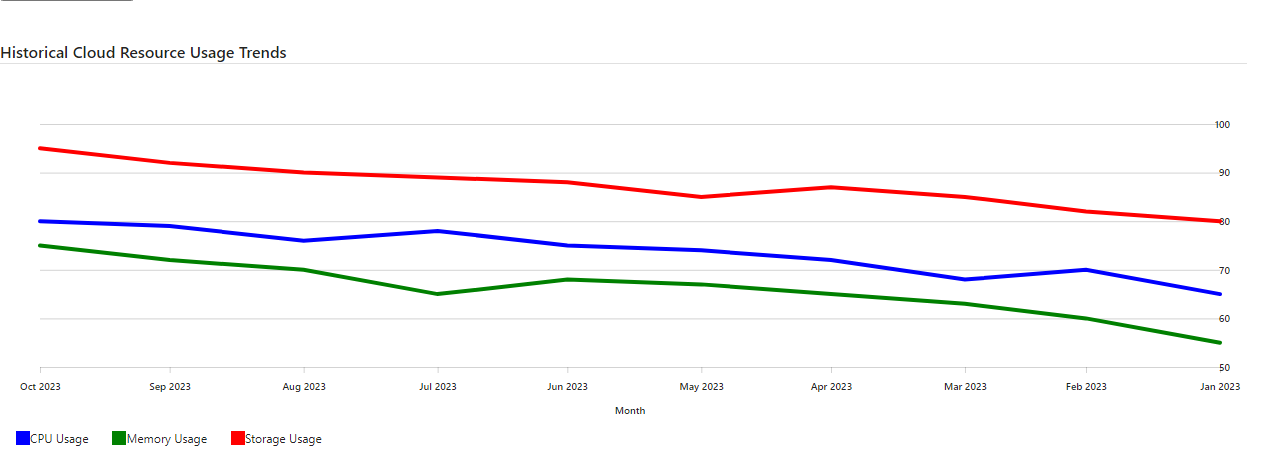 Historical Cloud Resource Usage Trends
100
90
80
70
60
50
Oct 2023 Sep 2023 Aug 2023 Jul 2023 Jun 2023 May 2023 Apr 2023 Mar 2023 Feb 2023 Jan 2023
Month
CPU Usage Memory Usage Storage Usage